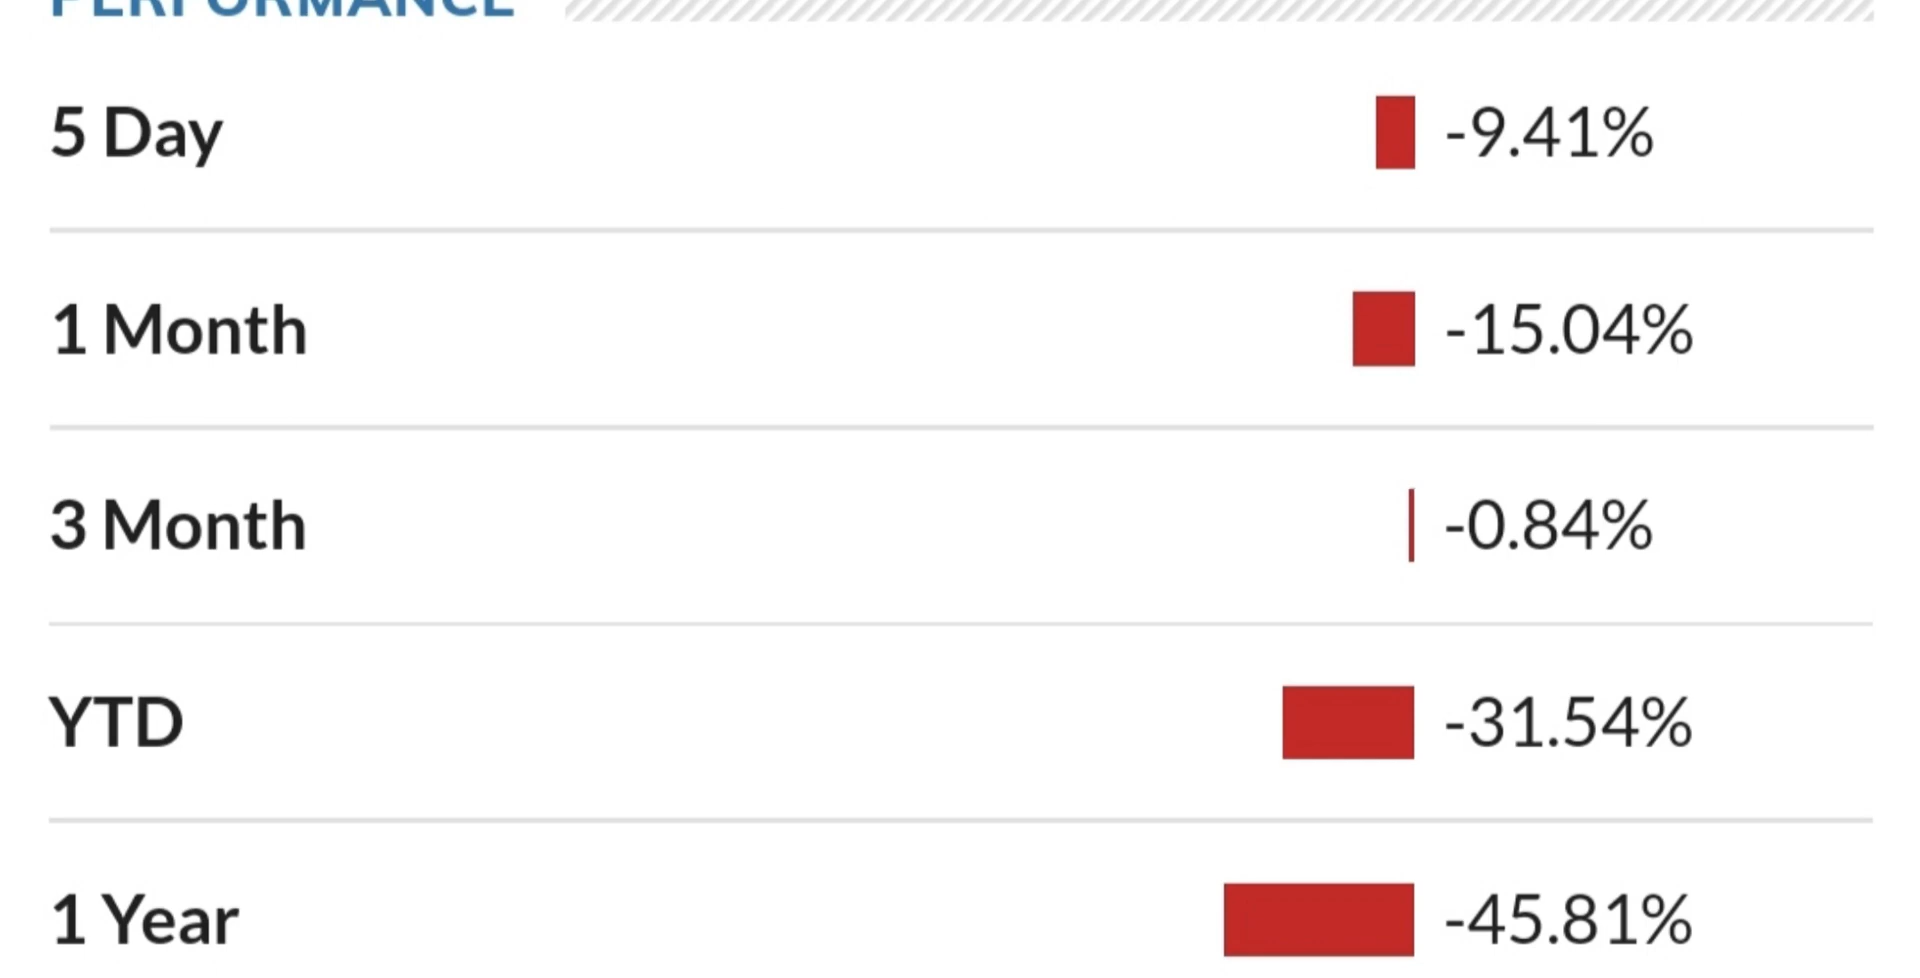 PERFORMANCE
5 Day -9.41%
1 Month -15.04%
3 Month -0.84%
YTD -31.54%
1 Year -45.81%